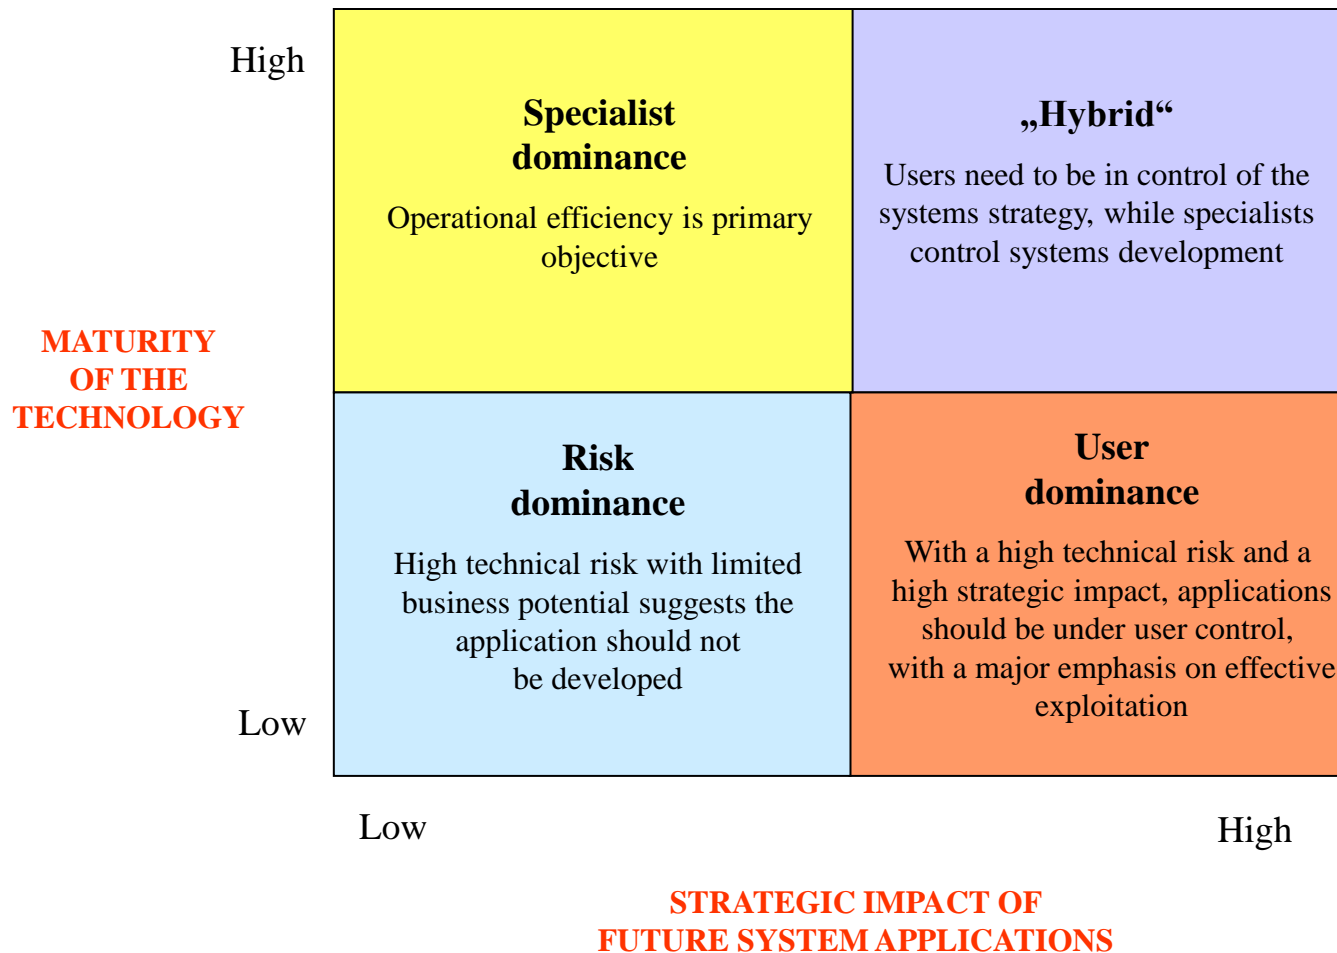 High
Specialist
dominance
Operational efficiency is primary
objective
„Hybrid“
Users need to be in control of the
systems strategy, while specialists
control systems development
MATURITY
OF THE
TECHNOLOGY
Risk
dominance
High technical risk with limited
business potential suggests the
application should not
be developed
User
dominance
With a high technical risk and a
high strategic impact, applications
should be under user control,
with a major emphasis on effective
exploitation
Low
Low
High
STRATEGIC IMPACT OF
FUTURE SYSTEM APPLICATIONS